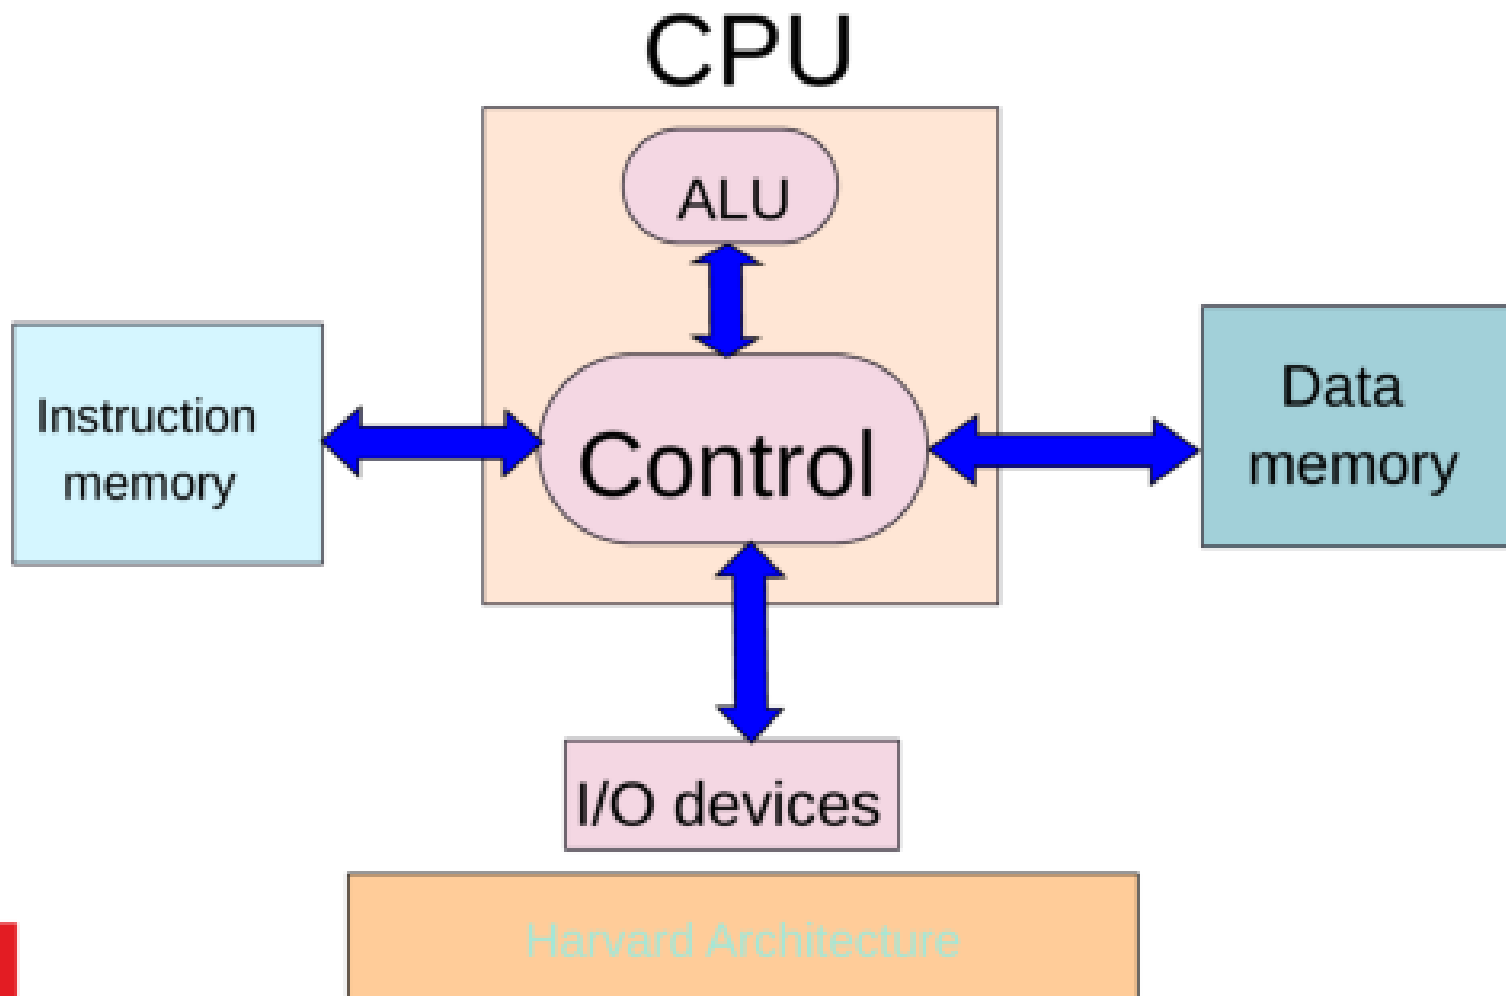 CPU
ALU
Instruction
memory
Control
Data
memory
I/O devices
Harvard Architecture